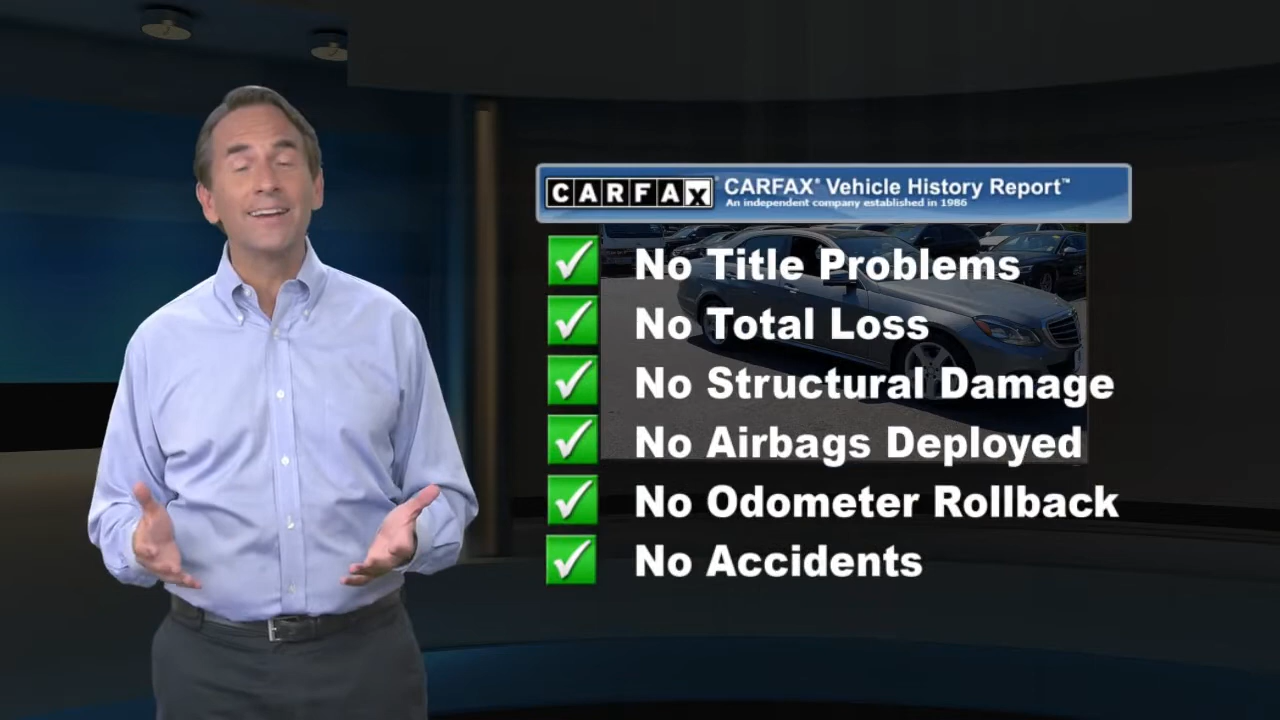 CARFAX
CARFAX® Vehicle History Report™
An independent company established in 1986
No Title Problems
No Total Loss
No Structural Damage
No Airbags Deployed
No Odometer Rollback
No Accidents